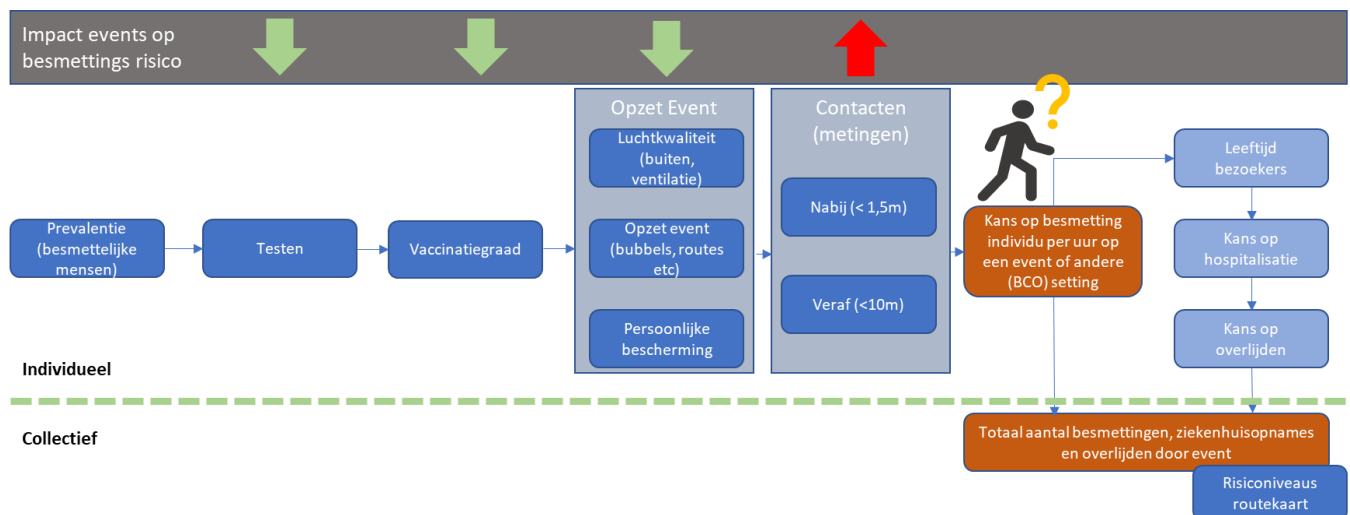 Impact events op
besmettings risico
Opzet Event
Luchtkwaliteit
(buiten,
ventilatie)
Opzet event
(bubbels, routes
etc)
Persoonlijke
bescherming
Contacten
(metingen)
Nabij (< 1,5m)
Veraf (<10m)
?
Prevalentie
(besmettelijke
mensen)
Testen
Vaccinatiegraad
Kans op besmetting
individu per uur op
een event of andere
(BCO) setting
Leeftijd
bezoekers
Kans op
hospitalisatie
Kans op
overlijden
Individueel
Collectief
Totaal aantal besmettingen, ziekenhuisopnames
en overlijden door event
Risiconiveaus
routekaart